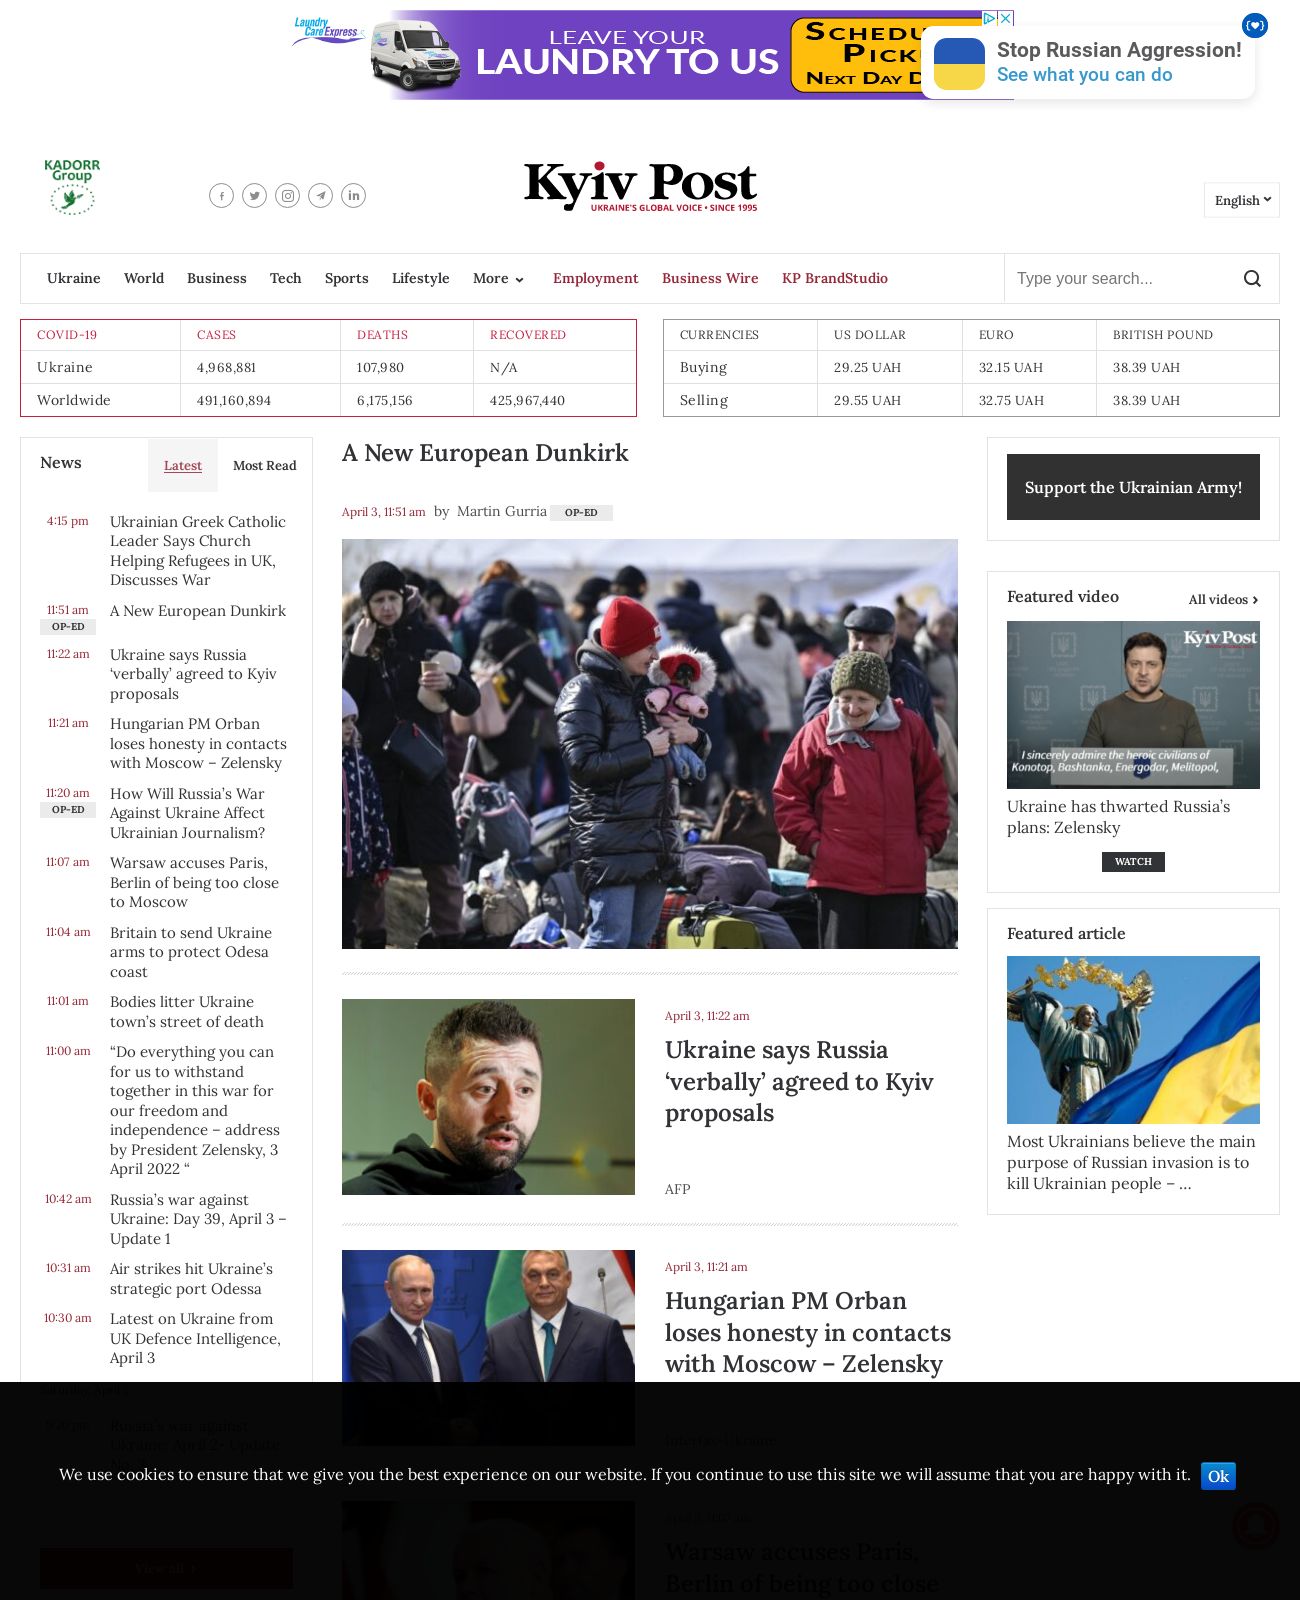 Laundry
Care Express
LEAVE YOUR
LAUNDRY TO US
SCHEDU
PICK
NEXT DAY D
Stop Russian Aggression!
See what you can do
KADORR
Group
Kyiv Post
UKRAINE'S GLOBAL VOICE • SINCE 1995
English
Ukraine World Business Tech Sports Lifestyle More Employment Business Wire KP BrandStudio
Type your search...
COVID-19 CASES DEATHS RECOVERED
Ukraine 4,968,881 107,980 N/A
Worldwide 491,160,894 6,175,156 425,967,440
CURRENCIES US DOLLAR EURO BRITISH POUND
Buying 29.25 UAH 32.15 UAH 38.39 UAH
Selling 29.55 UAH 32.75 UAH 38.39 UAH
News Latest Most Read
4:15 pm Ukrainian Greek Catholic
Leader Says Church
Helping Refugees in UK,
Discusses War
11:51 am A New European Dunkirk
OP-ED
11:22 am Ukraine says Russia
‘verbally’ agreed to Kyiv
proposals
11:21 am Hungarian PM Orban
loses honesty in contacts
with Moscow – Zelensky
11:20 am How Will Russia’s War
OP-ED Against Ukraine Affect
Ukrainian Journalism?
11:07 am Warsaw accuses Paris,
Berlin of being too close
to Moscow
11:04 am Britain to send Ukraine
arms to protect Odesa
coast
11:01 am Bodies litter Ukraine
town’s street of death
11:00 am “Do everything you can
for us to withstand
together in this war for
our freedom and
independence – address
by President Zelensky, 3
April 2022 “
10:42 am Russia’s war against
Ukraine: Day 39, April 3 –
Update 1
10:31 am Air strikes hit Ukraine’s
strategic port Odessa
10:30 am Latest on Ukraine from
UK Defence Intelligence,
April 3
Russia’s war against
Ukraine: April 2- Update
View all
A New European Dunkirk
April 3, 11:51 am by Martin Gurria OP-ED
April 3, 11:22 am
Ukraine says Russia
‘verbally’ agreed to Kyiv
proposals
AFP
April 3, 11:21 am
Hungarian PM Orban
loses honesty in contacts
with Moscow – Zelensky
Interfax-Ukraine
April 3, 11:07 am
Warsaw accuses Paris,
Berlin of being too close
Support the Ukrainian Army!
Featured video All videos
Kyiv Post
I sincerely admire the heroic civilians of
Konotop, Bashtanka, Energodar, Melitopol,
Ukraine has thwarted Russia’s
plans: Zelensky
WATCH
Featured article
Most Ukrainians believe the main
purpose of Russian invasion is to
kill Ukrainian people – ...
We use cookies to ensure that we give you the best experience on our website. If you continue to use this site we will assume that you are happy with it. Ok